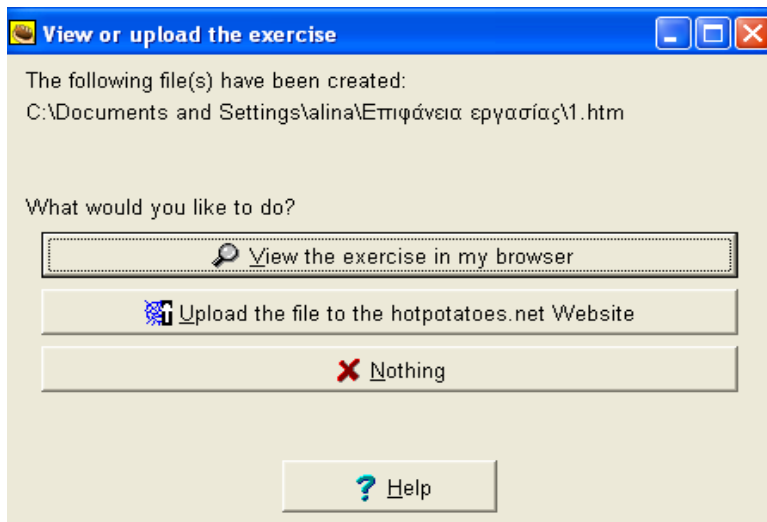 View or upload the exercise
The following file(s) have been created:
C:\Documents and Settings\alina\Επιφάνεια εργασίας\1.htm
What would you like to do?
View the exercise in my browser
Upload the file to the hotpotatoes.net Website
Nothing
? Help